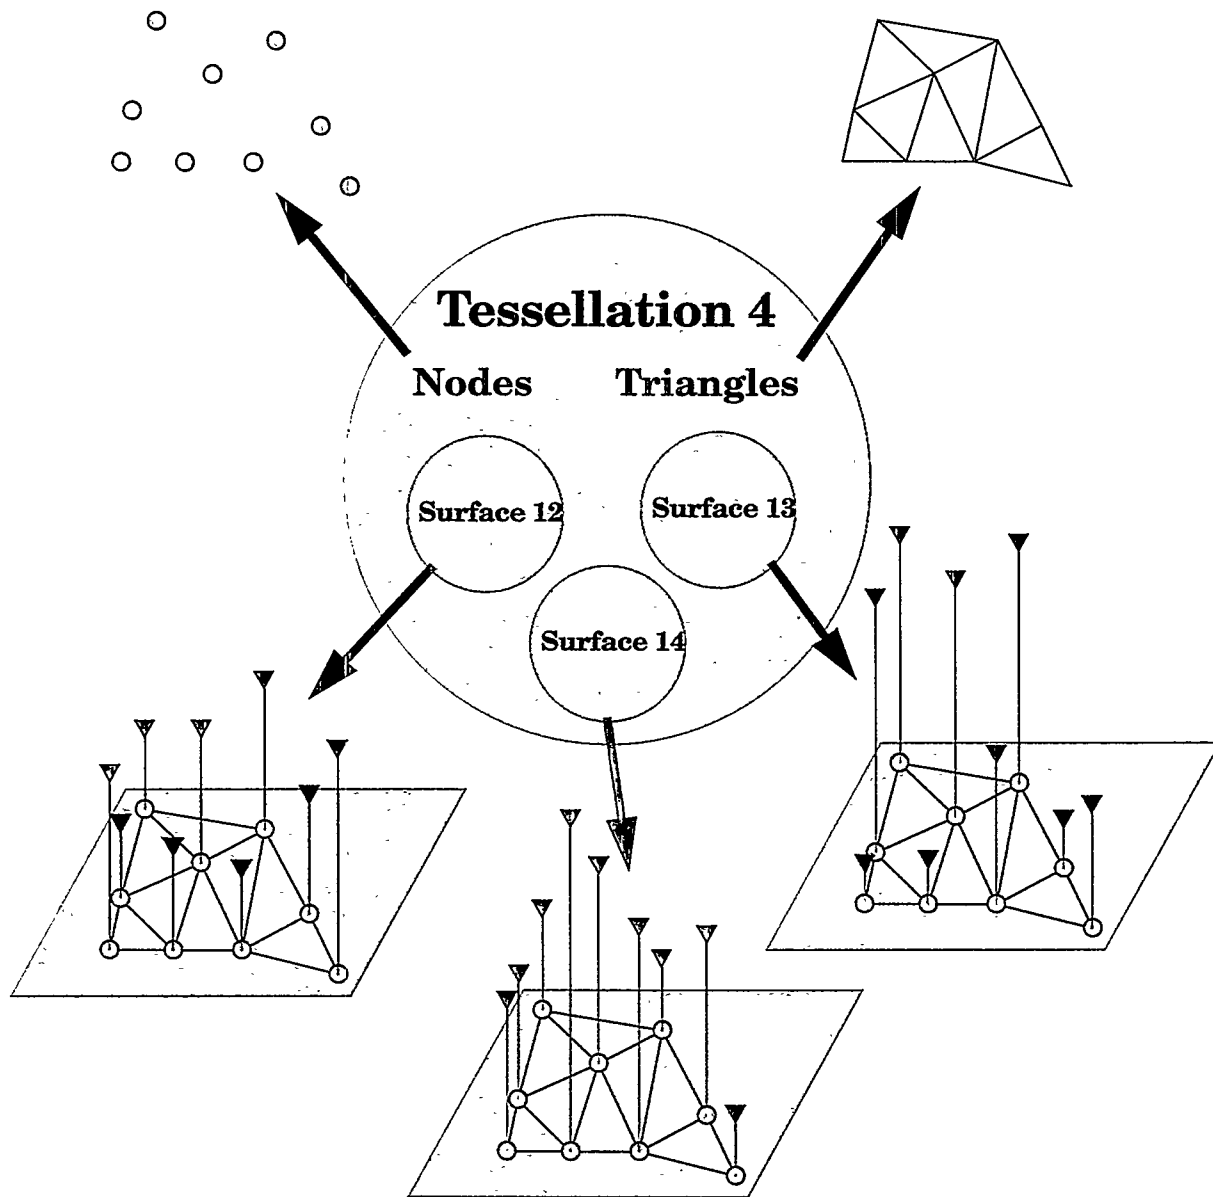 Tessellation 4
Nodes
Triangles
Surface 12
Surface 13
Surface 14